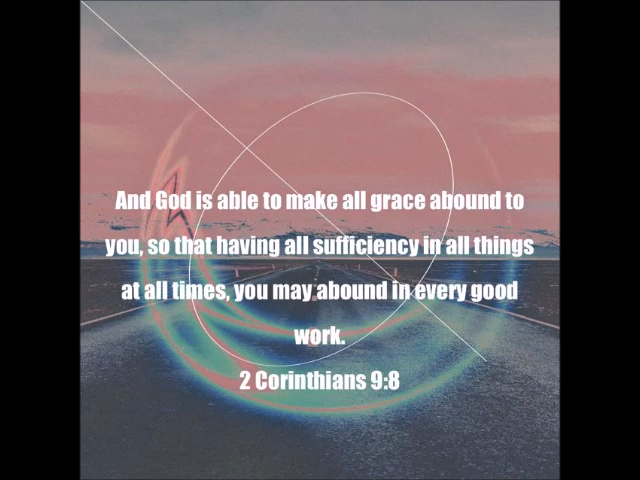 And God is able to make all grace abound to
you, so that having all sufficiency in all things
at all times, you may abound in every good
work.
2 Corinthians 9:8